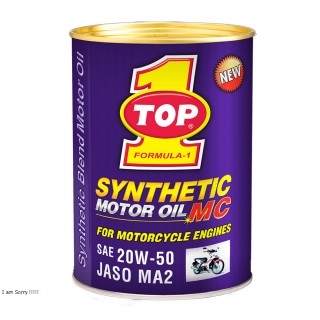 1
TOP
FORMULA-1
NEW
Synthetic Blend Motor Oil
SYNTHETIC
MOTOR OIL MC
FOR MOTORCYCLE ENGINES
SAE 20W-50
JASO MA2
I am Sorry !!!!!